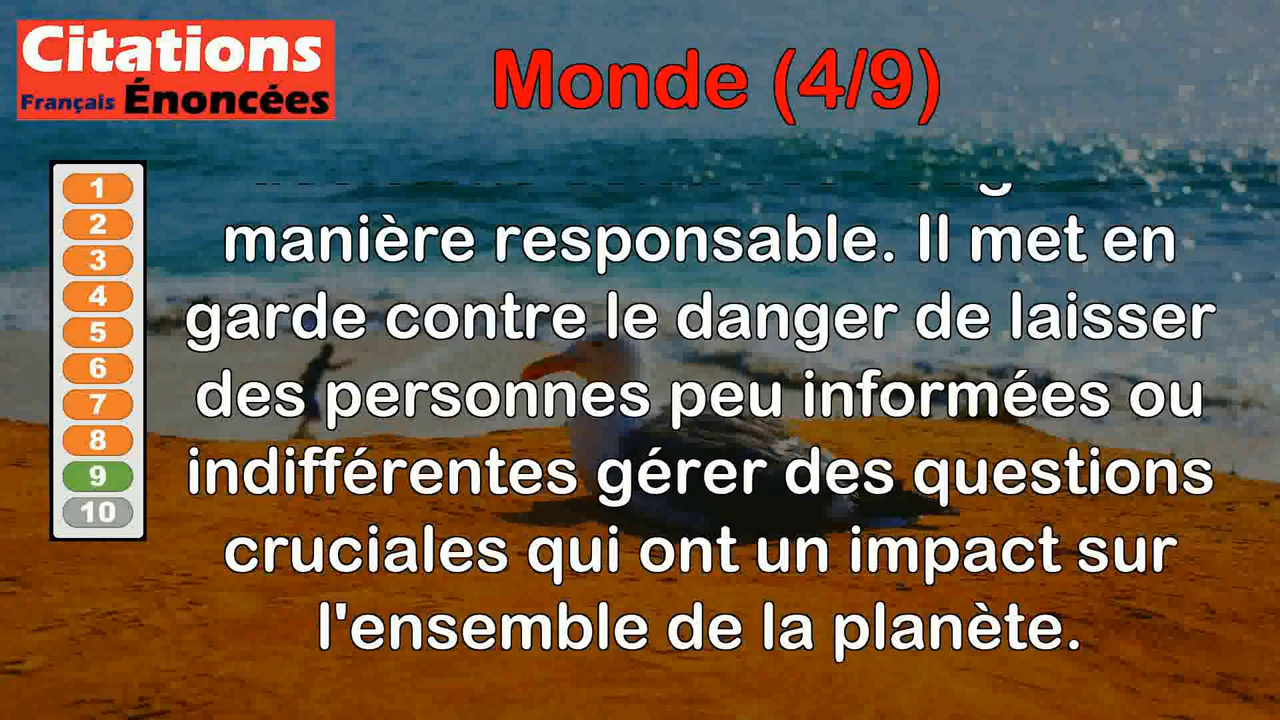 Citations
Français Énoncées
Monde (4/9)
1
2
3
4
5
6
7
8
9
10
manière responsable. Il met en
garde contre le danger de laisser
des personnes peu informées ou
indifférentes gérer des questions
cruciales qui ont un impact sur
l'ensemble de la planète.